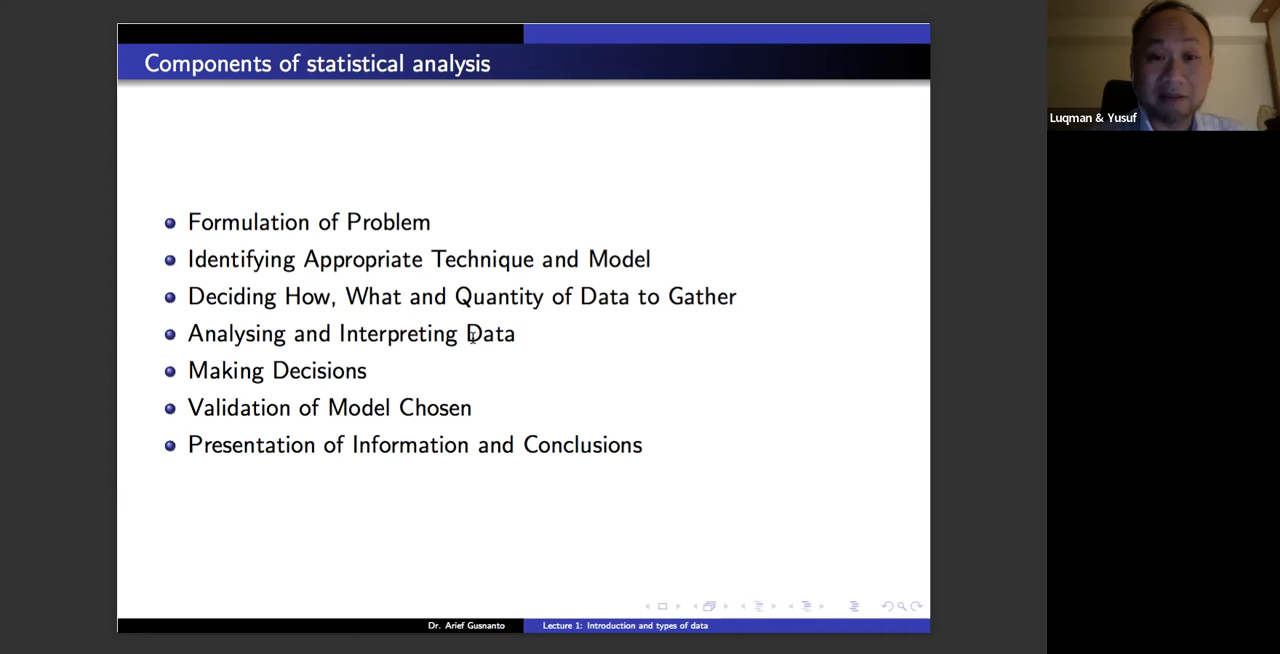 Components of statistical analysis
Formulation of Problem
Identifying Appropriate Technique and Model
Deciding How, What and Quantity of Data to Gather
Analysing and Interpreting Data
Making Decisions
Validation of Model Chosen
Presentation of Information and Conclusions
Dr. Arief Gusnanto
Lecture 1: Introduction and types of data
Luqman & Yusuf